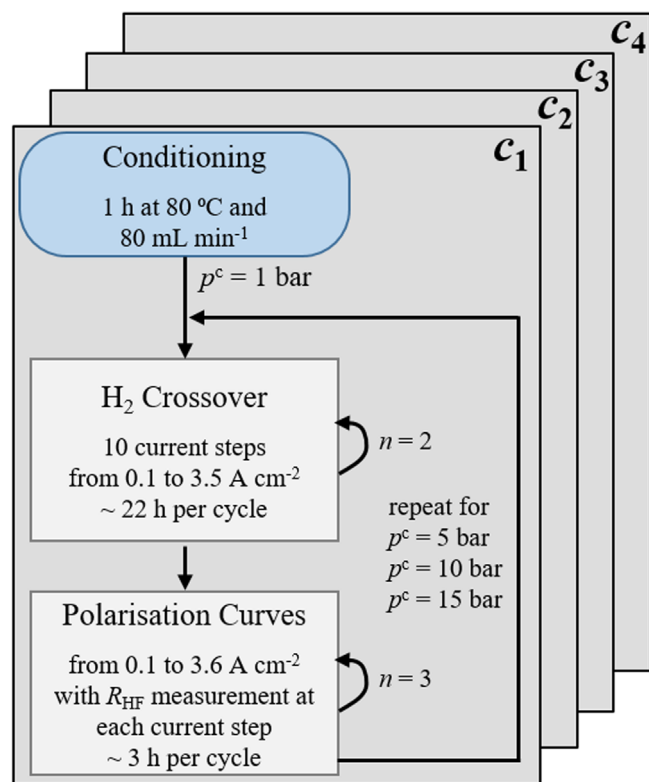 c₄
c₃
c₂
c₁
Conditioning
1 h at 80 ºC and
80 mL min⁻¹
pᶜ = 1 bar
H₂ Crossover
10 current steps
from 0.1 to 3.5 A cm⁻²
~ 22 h per cycle
n = 2
repeat for
pᶜ = 5 bar
pᶜ = 10 bar
pᶜ = 15 bar
Polarisation Curves
from 0.1 to 3.6 A cm⁻²
with R_HF measurement at
each current step
~ 3 h per cycle
n = 3